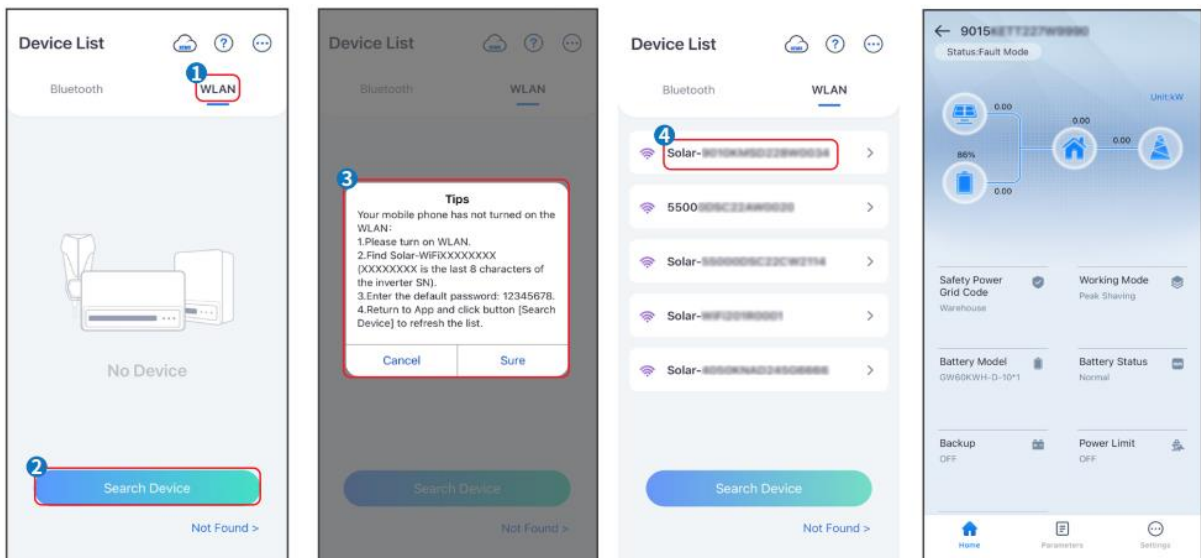 Device List
Bluetooth
1
WLAN
No Device
2
Search Device
Not Found >
Device List
Bluetooth
WLAN
3
Tips
Your mobile phone has not turned on the
WLAN:
1.Please turn on WLAN.
2.Find Solar-WiFiXXXXXXXX
(XXXXXXXX is the last 8 characters of
the inverter SN).
3.Enter the default password: 12345678.
4.Return to App and click button [Search
Device] to refresh the list.
Cancel
Sure
Search Device
Not Found >
Device List
Bluetooth
WLAN
4
Solar-
5500
Solar-
Solar-
Solar-
Search Device
Not Found >
9015
Status:Fault Mode
Unit:kW
0.00
0.00
0.00
86%
0.00
Safety Power
Grid Code
Warehouse
Working Mode
Peak Shaving
Battery Model
GW60KWH-D-10*1
Battery Status
Normal
Backup
OFF
Power Limit
OFF
Home
Parameters
Settings